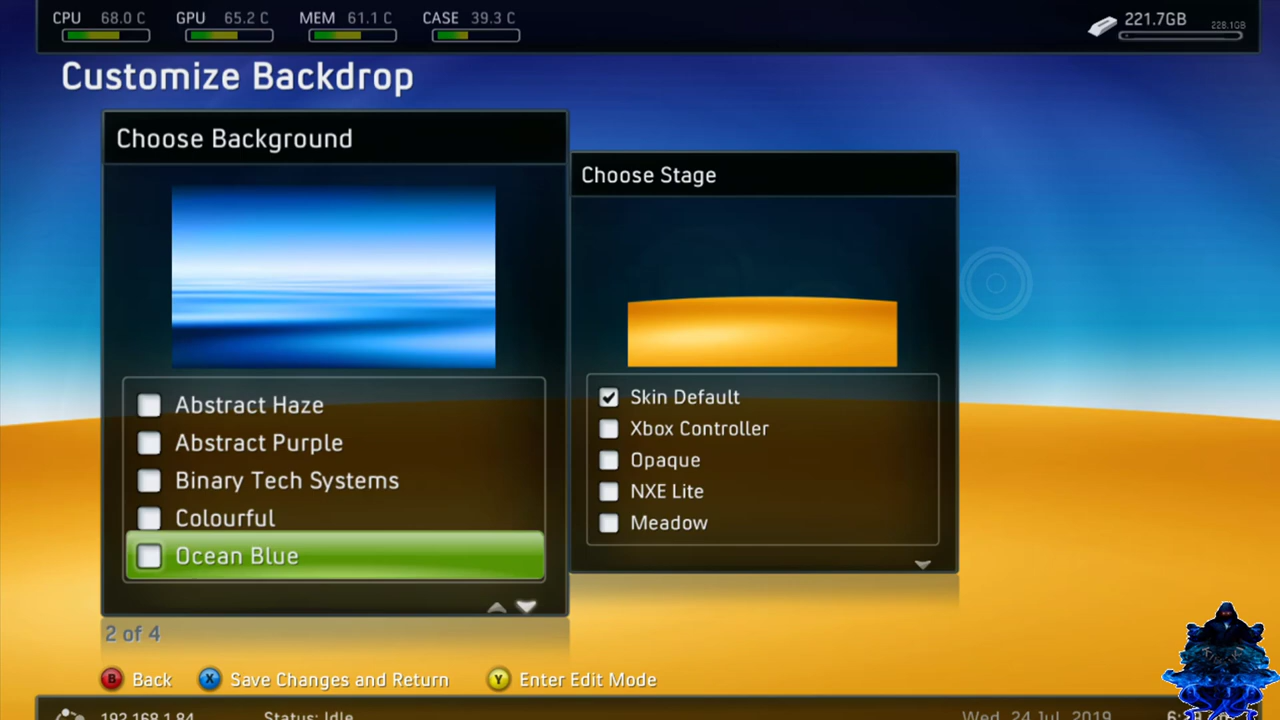 CPU 68.0 C GPU 65.2 C MEM 61.1 C CASE 39.3 C 221.7GB 228.1GB
Customize Backdrop
Choose Background
Abstract Haze
Abstract Purple
Binary Tech Systems
Colourful
Ocean Blue
2 of 4
Choose Stage
Skin Default
Xbox Controller
Opaque
NXE Lite
Meadow
B Back X Save Changes and Return Y Enter Edit Mode
192.168.1.84 Status: Idle Wed, 24 Jul, 2019